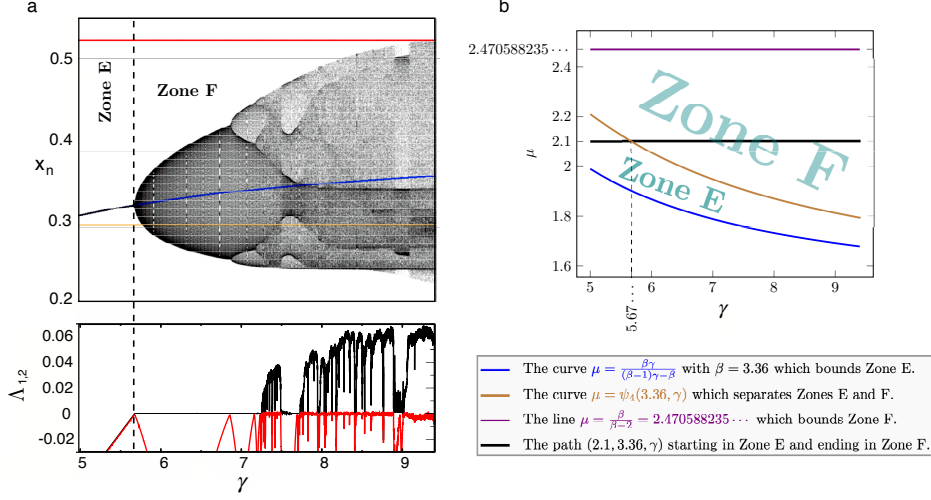 a
b
Zone E
Zone F
0.5
0.4
x_n
0.3
0.2
0.06
0.04
0.02
0
-0.02
Λ_{1,2}
5 6 7 8 9
γ
2.470588235···
2.4
2.2
2.1
2
1.8
1.6
μ
Zone F
Zone E
5 5.67··· 6 7 8 9
γ
The curve μ = \frac{βγ}{(β−1)γ−β} with β = 3.36 which bounds Zone E.
The curve μ = ψ_4(3.36, γ) which separates Zones E and F.
The line μ = \frac{β}{β−2} = 2.470588235··· which bounds Zone F.
The path (2.1, 3.36, γ) starting in Zone E and ending in Zone F.